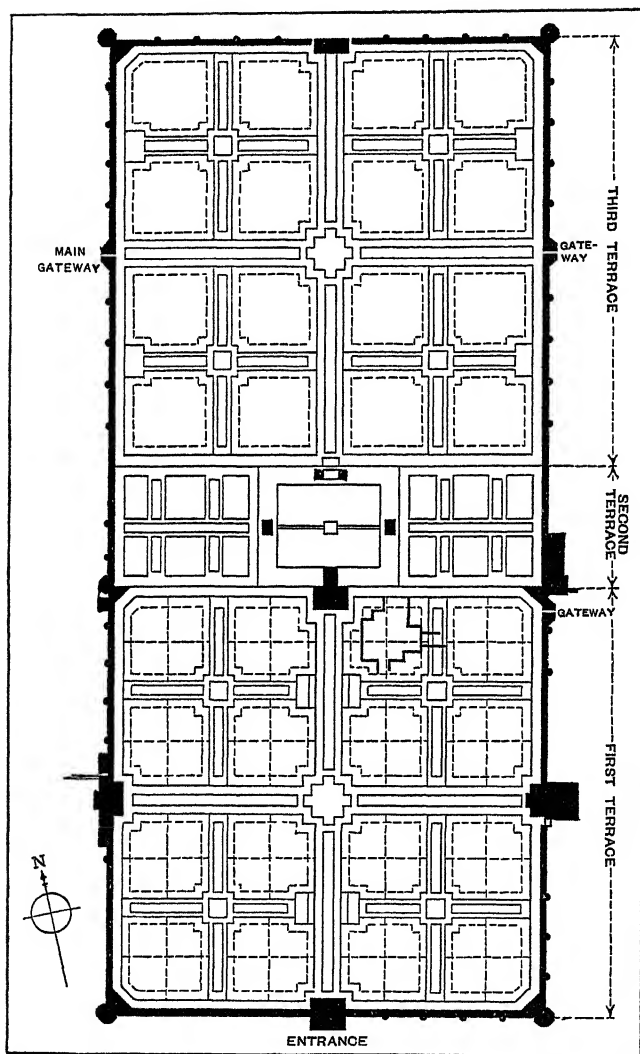 THIRD TERRACE
MAIN
GATEWAY
GATE-
WAY
SECOND
TERRACE
GATEWAY
FIRST TERRACE
N
ENTRANCE